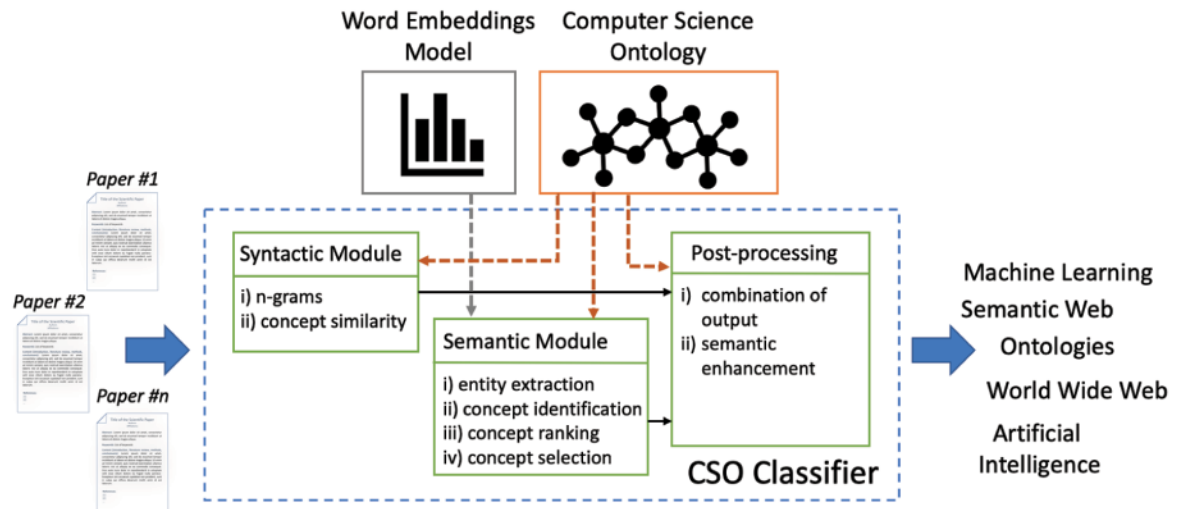 Word Embeddings
Model
Computer Science
Ontology
Paper #1
Paper #2
Paper #n
Syntactic Module
i) n-grams
ii) concept similarity
Semantic Module
i) entity extraction
ii) concept identification
iii) concept ranking
iv) concept selection
Post-processing
i) combination of
output
ii) semantic
enhancement
CSO Classifier
Machine Learning
Semantic Web
Ontologies
World Wide Web
Artificial
Intelligence